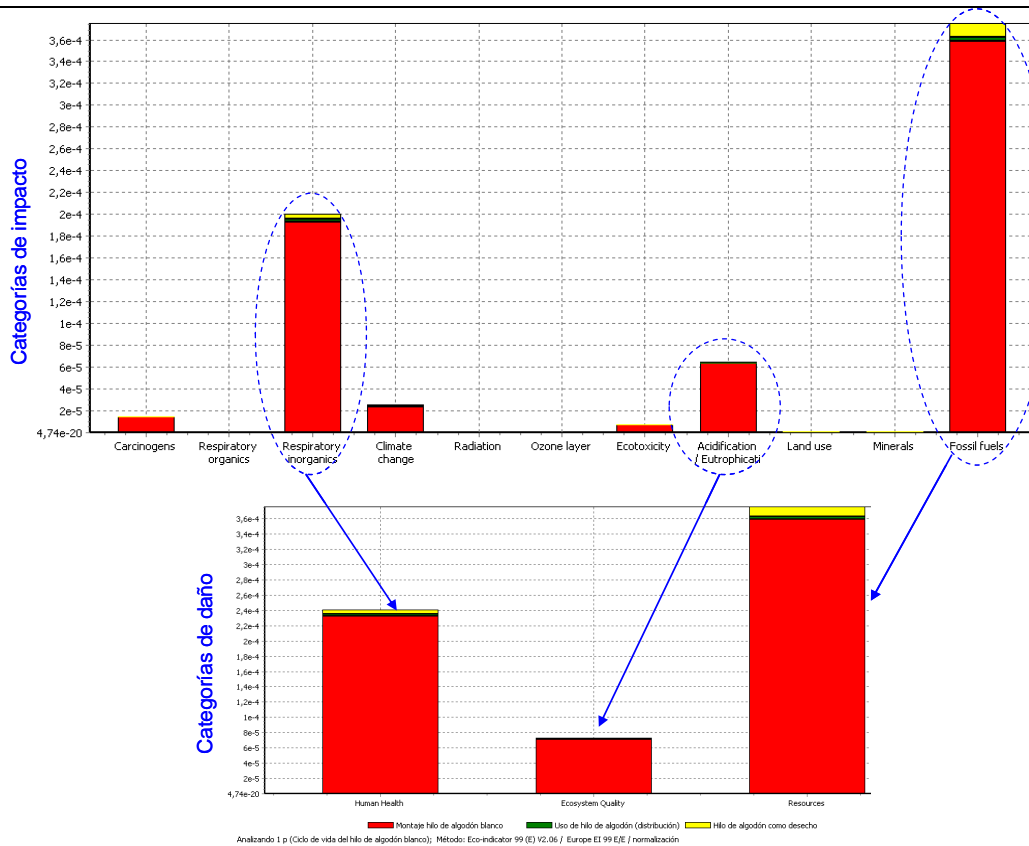 Categorías de impacto
3,6e-4
3,4e-4
3,2e-4
3e-4
2,8e-4
2,6e-4
2,4e-4
2,2e-4
2e-4
1,8e-4
1,6e-4
1,4e-4
1,2e-4
1e-4
8e-5
6e-5
4e-5
2e-5
4,74e-20
Carcinogens
Respiratory
organics
Respiratory
inorganics
Climate
change
Radiation
Ozone layer
Ecotoxicity
Acidification
/ Eutrophicati
Land use
Minerals
Fossil fuels
Categorías de daño
3,6e-4
3,4e-4
3,2e-4
3e-4
2,8e-4
2,6e-4
2,4e-4
2,2e-4
2e-4
1,8e-4
1,6e-4
1,4e-4
1,2e-4
1e-4
8e-5
6e-5
4e-5
2e-5
4,74e-20
Human Health
Ecosystem Quality
Resources
Montaje hilo de algodón blanco
Uso de hilo de algodón (distribución)
Hilo de algodón como desecho
Analizando 1 p (Ciclo de vida del hilo de algodón blanco); Método: Eco-indicator 99 (E) V2.06 / Europe EI 99 E/E / normalización